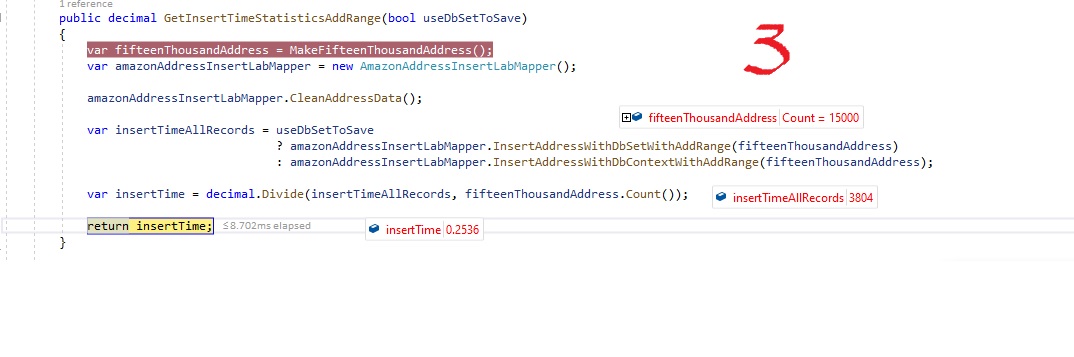 1 reference
public decimal GetInsertTimeStatisticsAddRange(bool useDbSetToSave)
{
var fifteenThousandAddress = MakeFifteenThousandAddress();
var amazonAddressInsertLabMapper = new AmazonAddressInsertLabMapper();
3
amazonAddressInsertLabMapper.CleanAddressData();
fifteenThousandAddress Count = 15000
var insertTimeAllRecords = useDbSetToSave
? amazonAddressInsertLabMapper.InsertAddressWithDbSetWithAddRange(fifteenThousandAddress)
: amazonAddressInsertLabMapper.InsertAddressWithDbContextWithAddRange(fifteenThousandAddress);
var insertTime = decimal.Divide(insertTimeAllRecords, fifteenThousandAddress.Count()); insertTimeAllRecords 3804
return insertTime; ≤8.702ms elapsed insertTime 0.2536
}